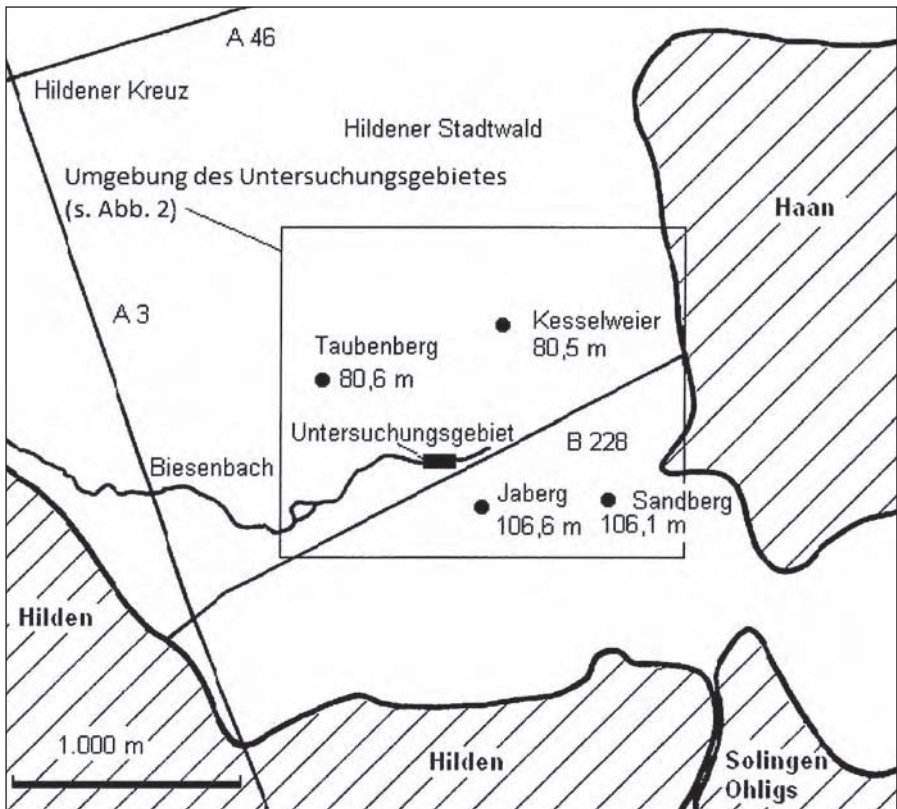 A 46
Hildener Kreuz
Hildener Stadtwald
Umgebung des Untersuchungsgebietes
(s. Abb. 2)
Haan
A 3
Kesselweier
80,5 m
Taubenberg
80,6 m
Untersuchungsgebiet
B 228
Biesenbach
Jaberg
106,6 m
Sandberg
106,1 m
Hilden
1.000 m
Hilden
Solingen
Ohligs